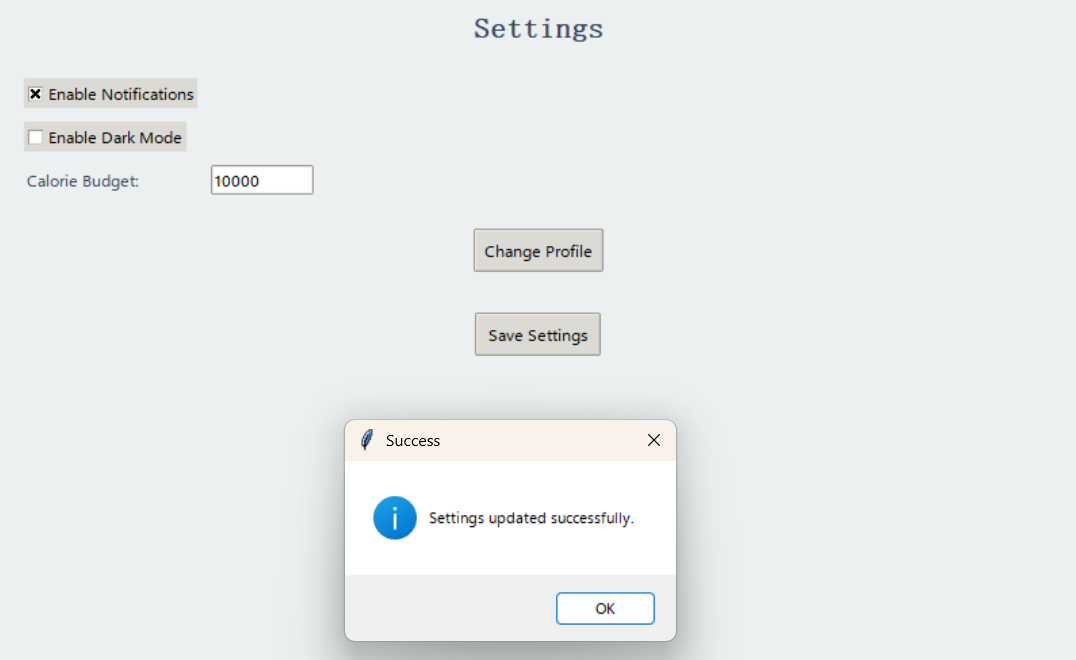 Settings
Enable Notifications
Enable Dark Mode
Calorie Budget: 10000
Change Profile
Save Settings
Success
Settings updated successfully.
OK